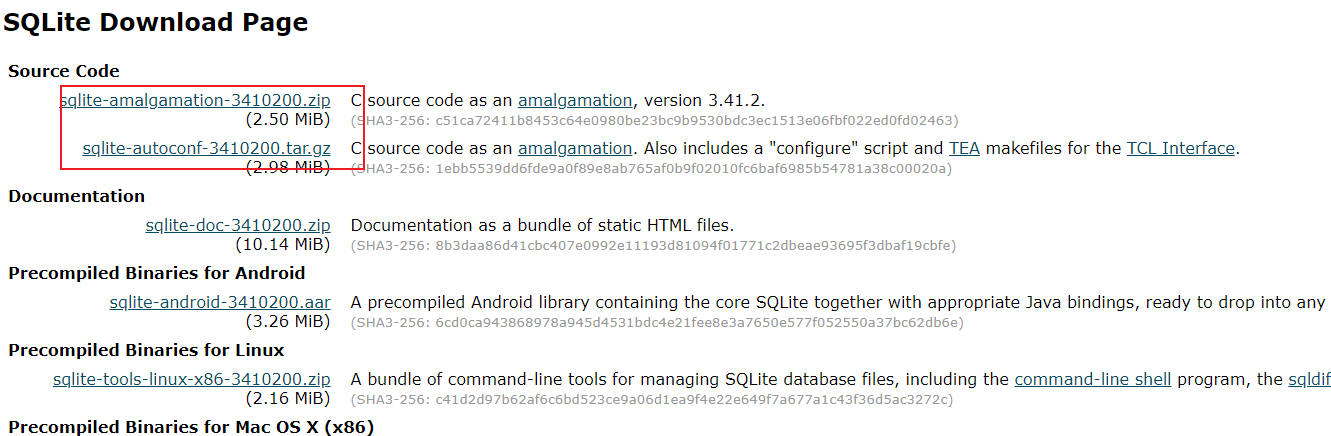 SQLite Download Page
Source Code
sqlite-amalgamation-3410200.zip C source code as an amalgamation, version 3.41.2.
(2.50 MiB) (SHA3-256: c51ca72411b8453c64e0980be23bc9b9530bdc3ec1513e06fbf022ed0fd02463)
sqlite-autoconf-3410200.tar.gz C source code as an amalgamation. Also includes a "configure" script and TEA makefiles for the TCL Interface.
(2.98 MiB) (SHA3-256: 1ebb5539dd6fde9a0f89e8ab765af0b9f02010fc6baf6985b54781a38c00020a)
Documentation
sqlite-doc-3410200.zip Documentation as a bundle of static HTML files.
(10.14 MiB) (SHA3-256: 8b3daa86d41cbc407e0992e11193d81094f01771c2dbeae93695f3dbaf19cbfe)
Precompiled Binaries for Android
sqlite-android-3410200.aar A precompiled Android library containing the core SQLite together with appropriate Java bindings, ready to drop into any
(3.26 MiB) (SHA3-256: 6cd0ca943868978a945d4531bdc4e21fee8e3a7650e577f052550a37bc62db6e)
Precompiled Binaries for Linux
sqlite-tools-linux-x86-3410200.zip A bundle of command-line tools for managing SQLite database files, including the command-line shell program, the sqldif
(2.16 MiB) (SHA3-256: c41d2d97b62af6c6bd523ce9a06d1ea9f4e22e649f7a677a1c43f36d5ac3272c)
Precompiled Binaries for Mac OS X (x86)